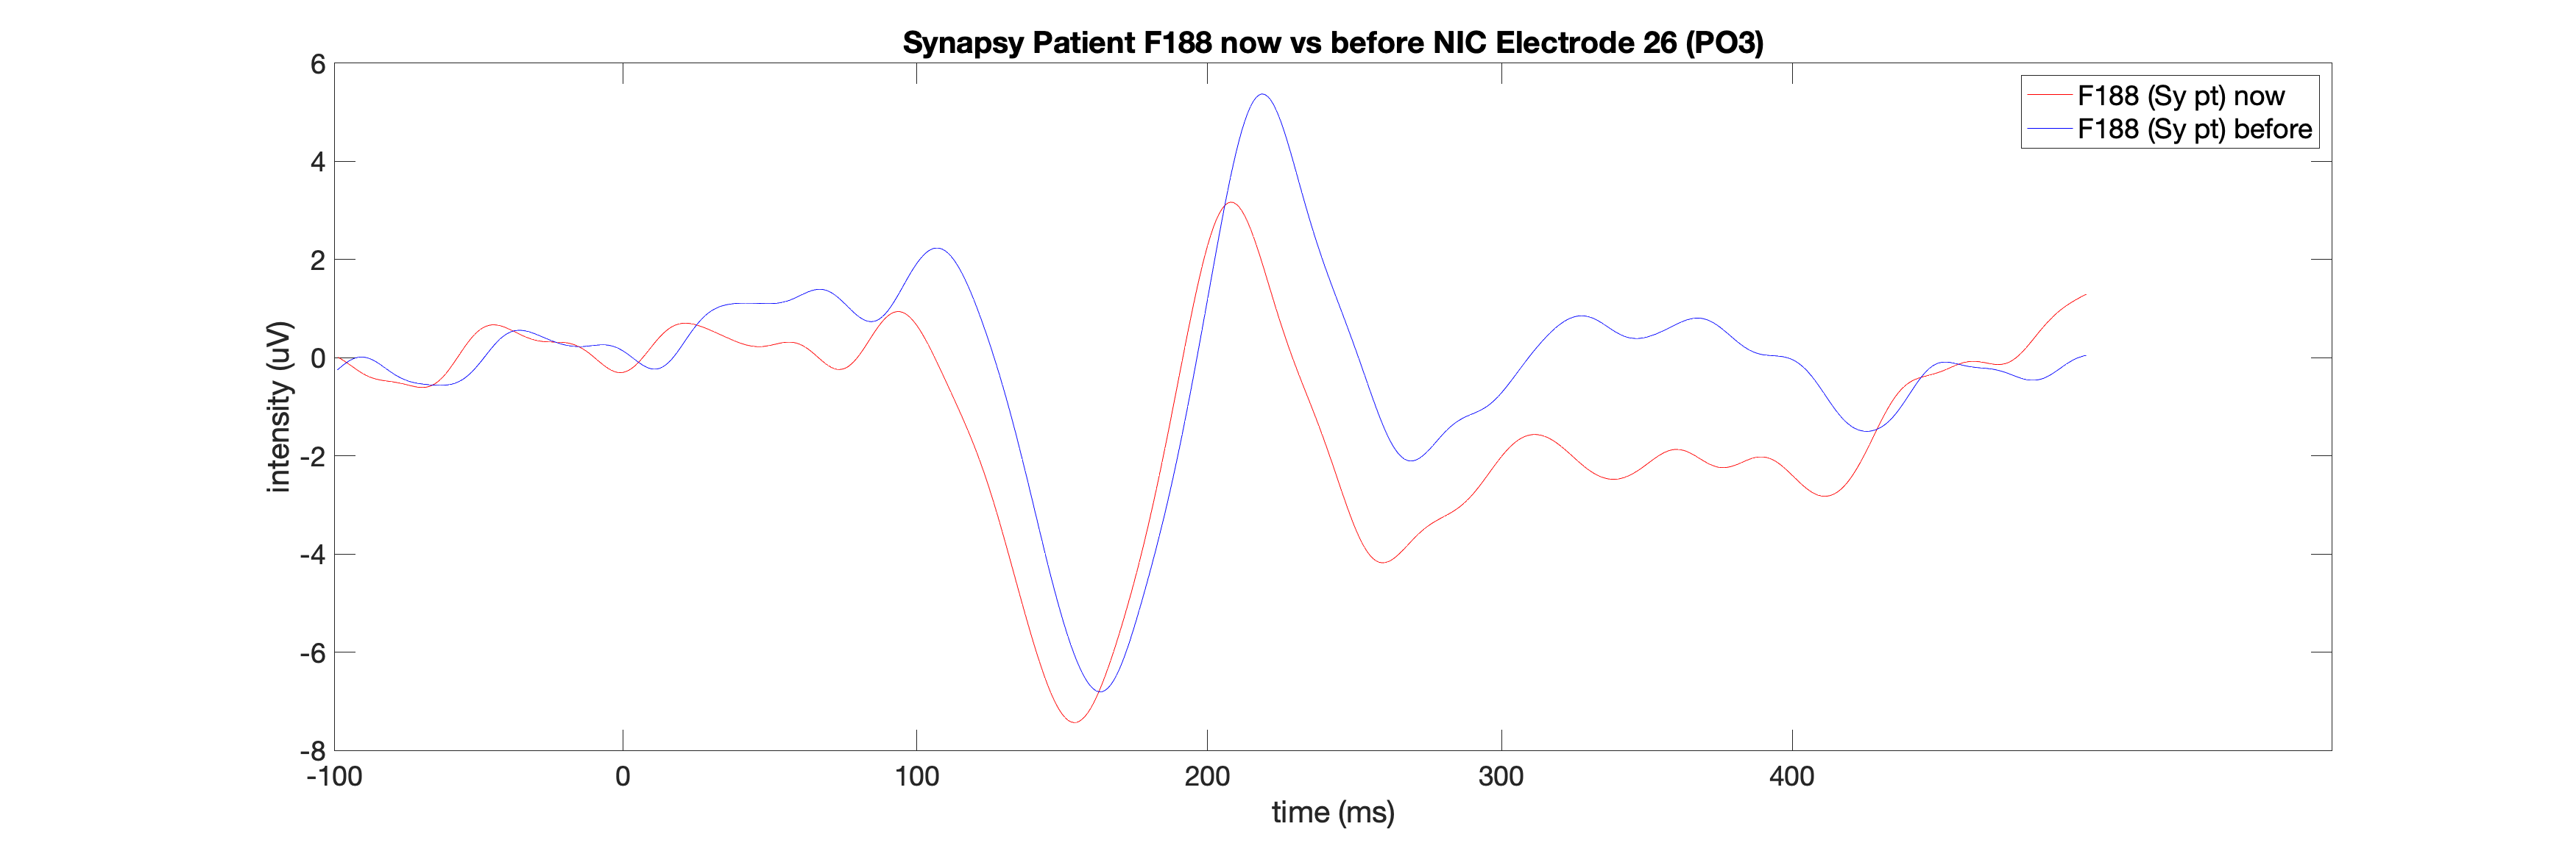 Synapsy Patient F188 now vs before NIC Electrode 26 (PO3)
F188 (Sy pt) now
F188 (Sy pt) before
intensity (uV)
6
4
2
0
-2
-4
-6
-8
-100 0 100 200 300 400
time (ms)